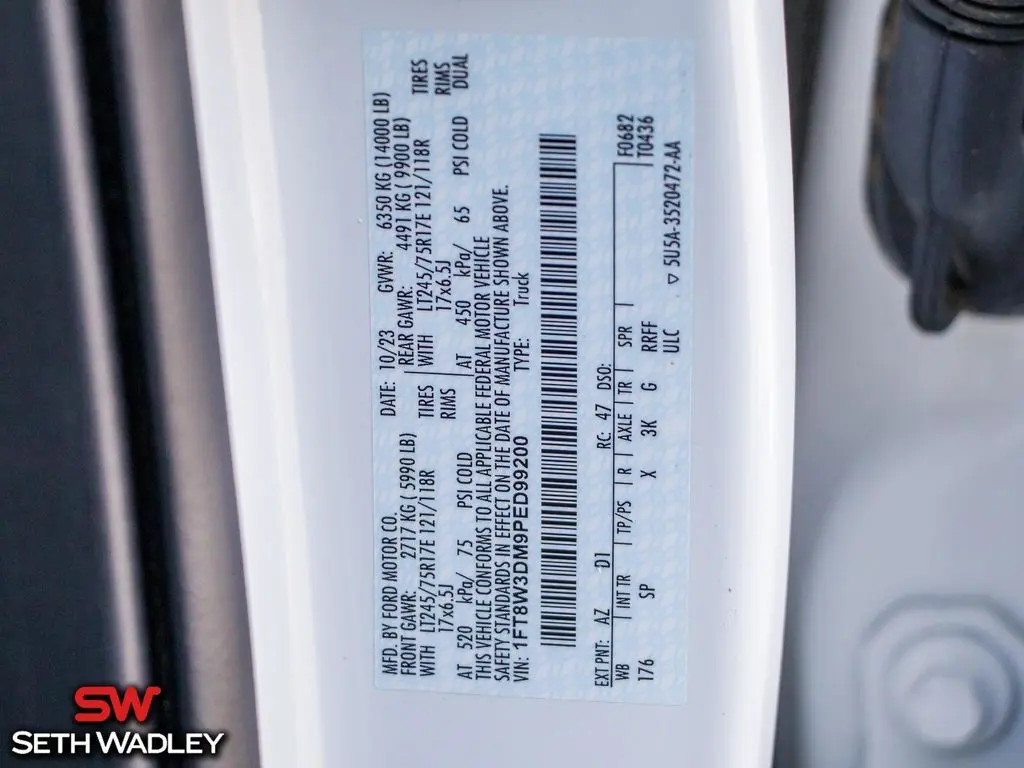 MFD. BY FORD MOTOR CO.
DATE: 10/23
GVWR: 6350 KG (14000 LB)
FRONT GAWR: 2717 KG ( 5990 LB)
REAR GAWR: 4491 KG ( 9900 LB)
WITH LT245/75R17E 121/118R TIRES
WITH LT245/75R17E 121/118R TIRES
17x6.5J RIMS
17x6.5J RIMS
AT 520 kPa/ 75 PSI COLD
AT 450 kPa/ 65 PSI COLD DUAL
THIS VEHICLE CONFORMS TO ALL APPLICABLE FEDERAL MOTOR VEHICLE
SAFETY STANDARDS IN EFFECT ON THE DATE OF MANUFACTURE SHOWN ABOVE.
VIN: 1FT8W3DM9PED99200 TYPE: Truck
EXT PNT: AZ D1 RC: 47 DSO: F0682
WB INT TR TP/PS R AXLE TR SPR T0436
176 SP X 3K G RRFF
ULC ▽ 5U5A-3520472-AA
SW
SETH WADLEY